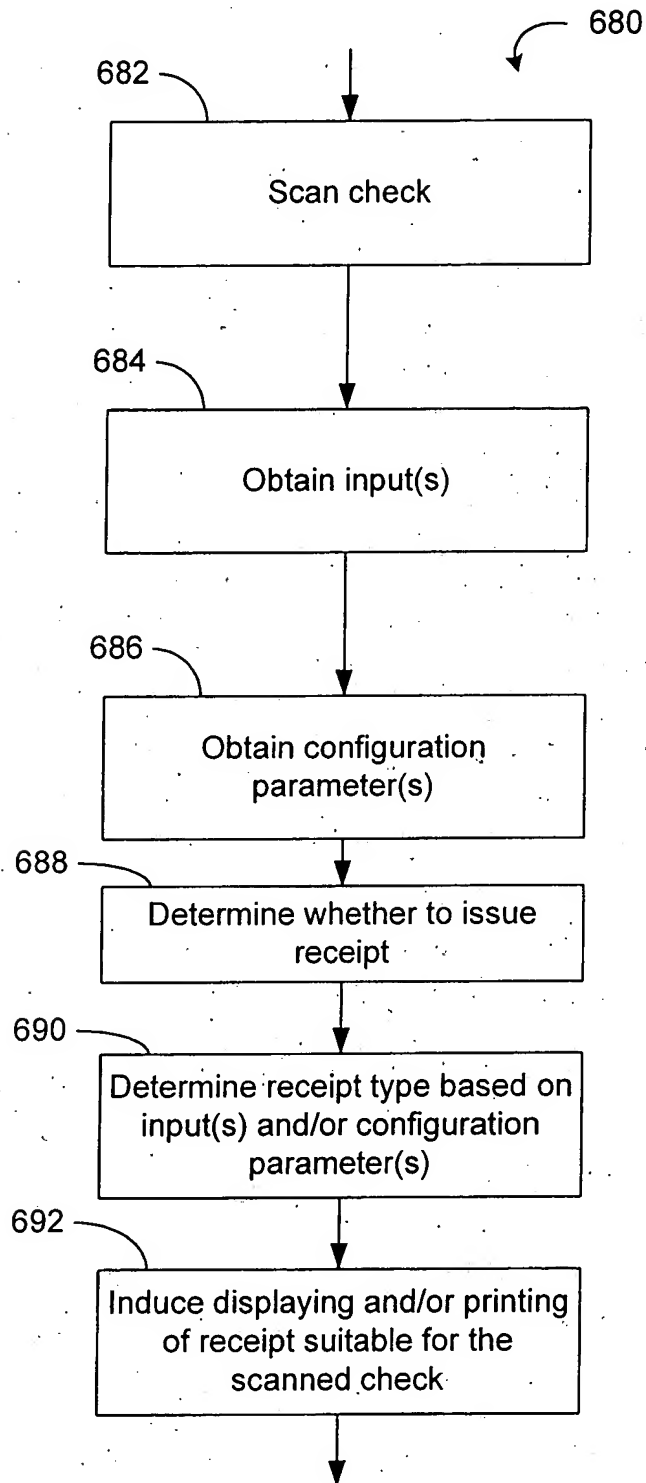 680
682
Scan check
684
Obtain input(s)
686
Obtain configuration
parameter(s)
688
Determine whether to issue
receipt
690
Determine receipt type based on
input(s) and/or configuration
parameter(s)
692
Induce displaying and/or printing
of receipt suitable for the
scanned check